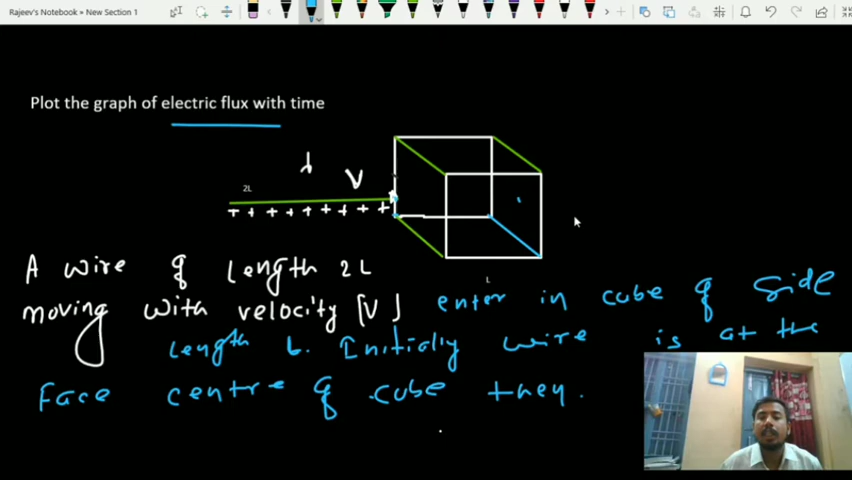 Rajeev's Notebook » New Section 1
Plot the graph of electric flux with time
λ
V
2L
+ + + + + + + + +
L
A wire of length 2L
moving with velocity [V] enter in cube of side
length L. Initially wire is at the
Face centre of cube then.